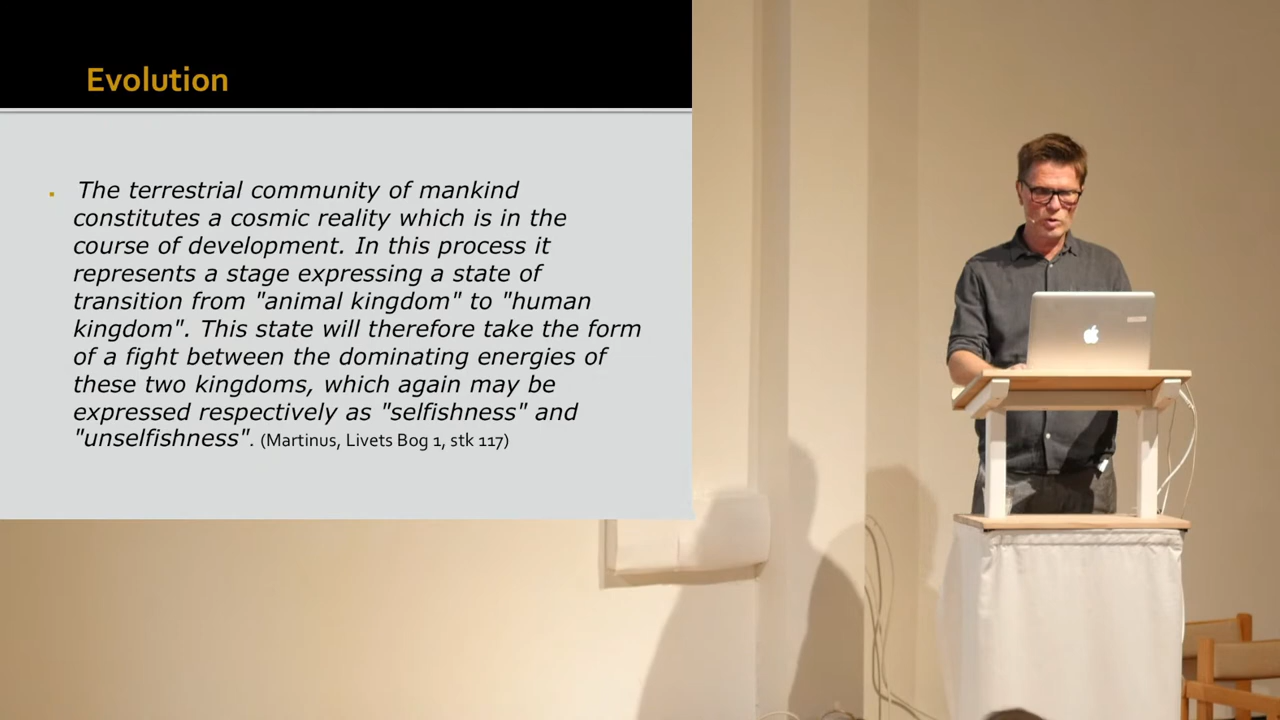 Evolution
The terrestrial community of mankind
constitutes a cosmic reality which is in the
course of development. In this process it
represents a stage expressing a state of
transition from "animal kingdom" to "human
kingdom". This state will therefore take the form
of a fight between the dominating energies of
these two kingdoms, which again may be
expressed respectively as "selfishness" and
"unselfishness". (Martinus, Livets Bog 1, stk 117)